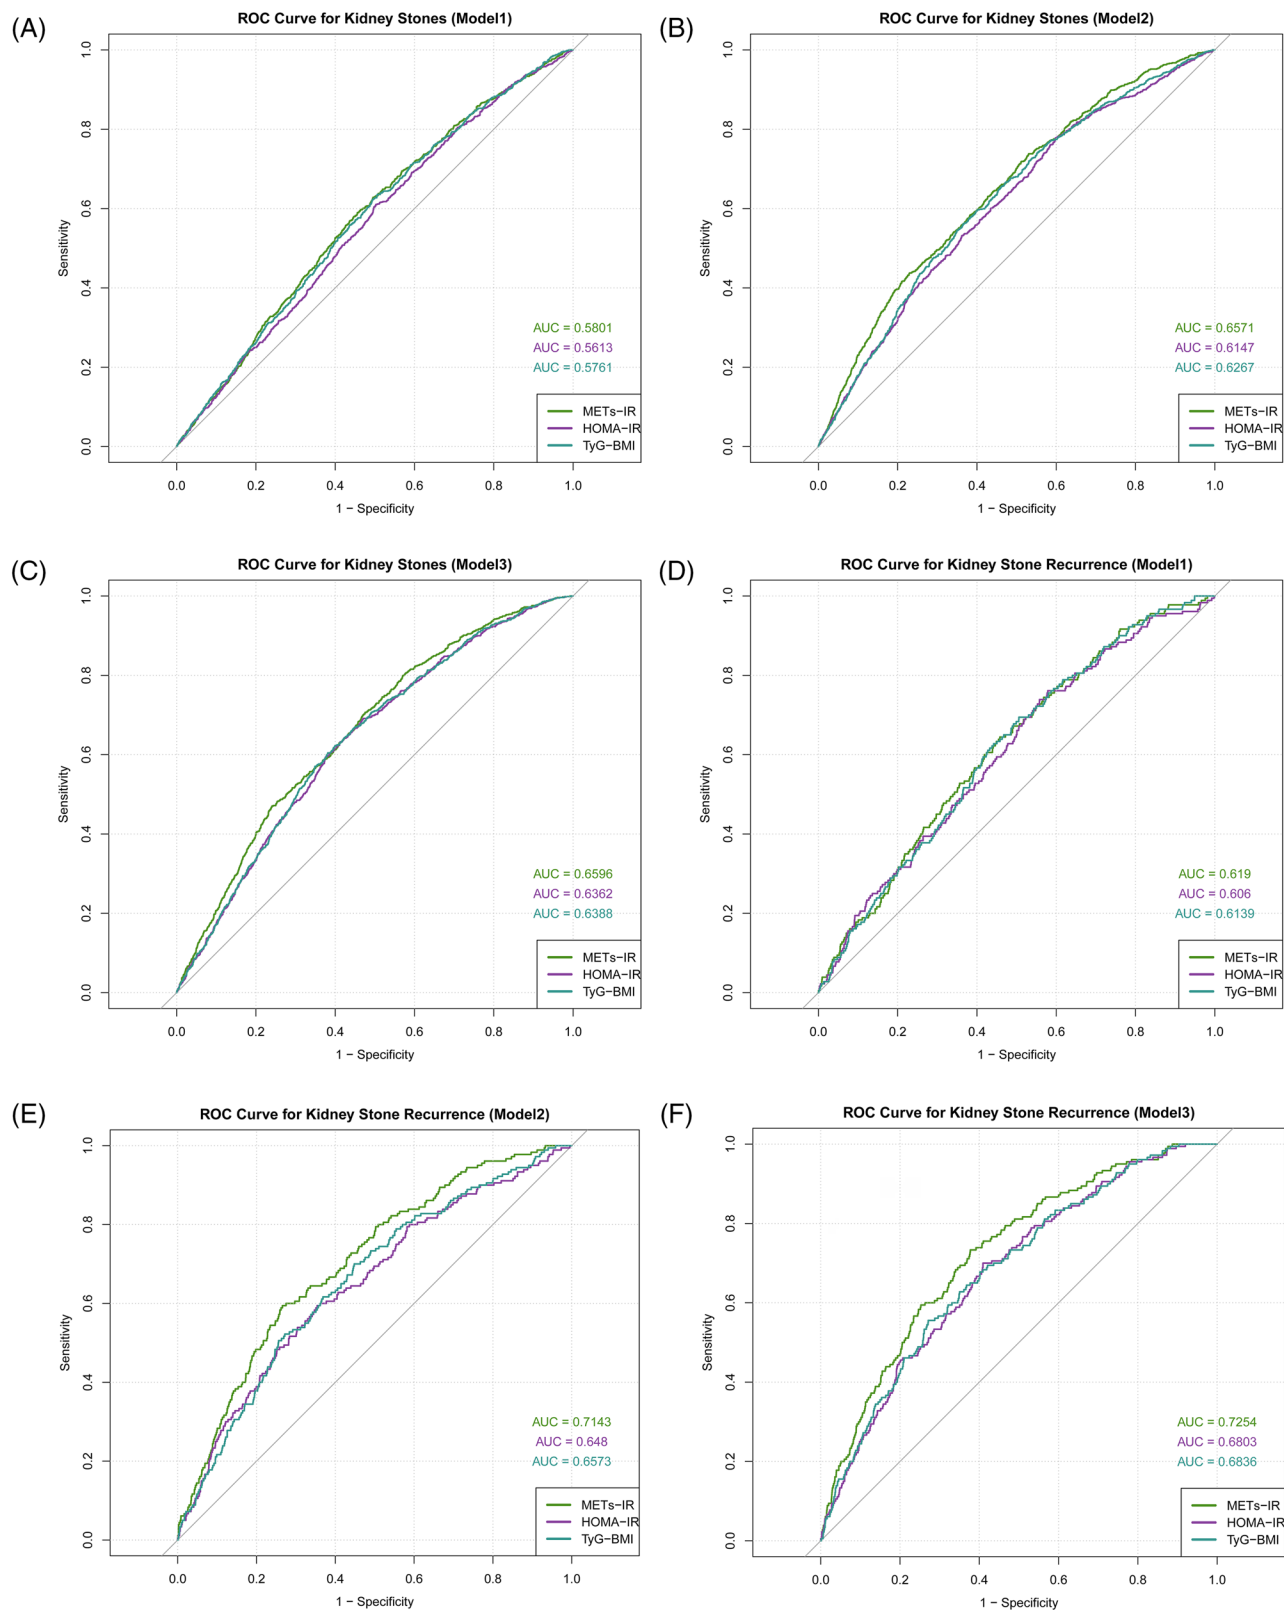 (A)
ROC Curve for Kidney Stones (Model1)
Sensitivity
1.0
0.8
0.6
0.4
0.2
0.0
AUC = 0.5801
AUC = 0.5613
AUC = 0.5761
METs−IR
HOMA−IR
TyG−BMI
0.0 0.2 0.4 0.6 0.8 1.0
1 − Specificity
(B)
ROC Curve for Kidney Stones (Model2)
Sensitivity
1.0
0.8
0.6
0.4
0.2
0.0
AUC = 0.6571
AUC = 0.6147
AUC = 0.6267
METs−IR
HOMA−IR
TyG−BMI
0.0 0.2 0.4 0.6 0.8 1.0
1 − Specificity
(C)
ROC Curve for Kidney Stones (Model3)
Sensitivity
1.0
0.8
0.6
0.4
0.2
0.0
AUC = 0.6596
AUC = 0.6362
AUC = 0.6388
METs−IR
HOMA−IR
TyG−BMI
0.0 0.2 0.4 0.6 0.8 1.0
1 − Specificity
(D)
ROC Curve for Kidney Stone Recurrence (Model1)
Sensitivity
1.0
0.8
0.6
0.4
0.2
0.0
AUC = 0.619
AUC = 0.606
AUC = 0.6139
METs−IR
HOMA−IR
TyG−BMI
0.0 0.2 0.4 0.6 0.8 1.0
1 − Specificity
(E)
ROC Curve for Kidney Stone Recurrence (Model2)
Sensitivity
1.0
0.8
0.6
0.4
0.2
0.0
AUC = 0.7143
AUC = 0.648
AUC = 0.6573
METs−IR
HOMA−IR
TyG−BMI
0.0 0.2 0.4 0.6 0.8 1.0
1 − Specificity
(F)
ROC Curve for Kidney Stone Recurrence (Model3)
Sensitivity
1.0
0.8
0.6
0.4
0.2
0.0
AUC = 0.7254
AUC = 0.6803
AUC = 0.6836
METs−IR
HOMA−IR
TyG−BMI
0.0 0.2 0.4 0.6 0.8 1.0
1 − Specificity